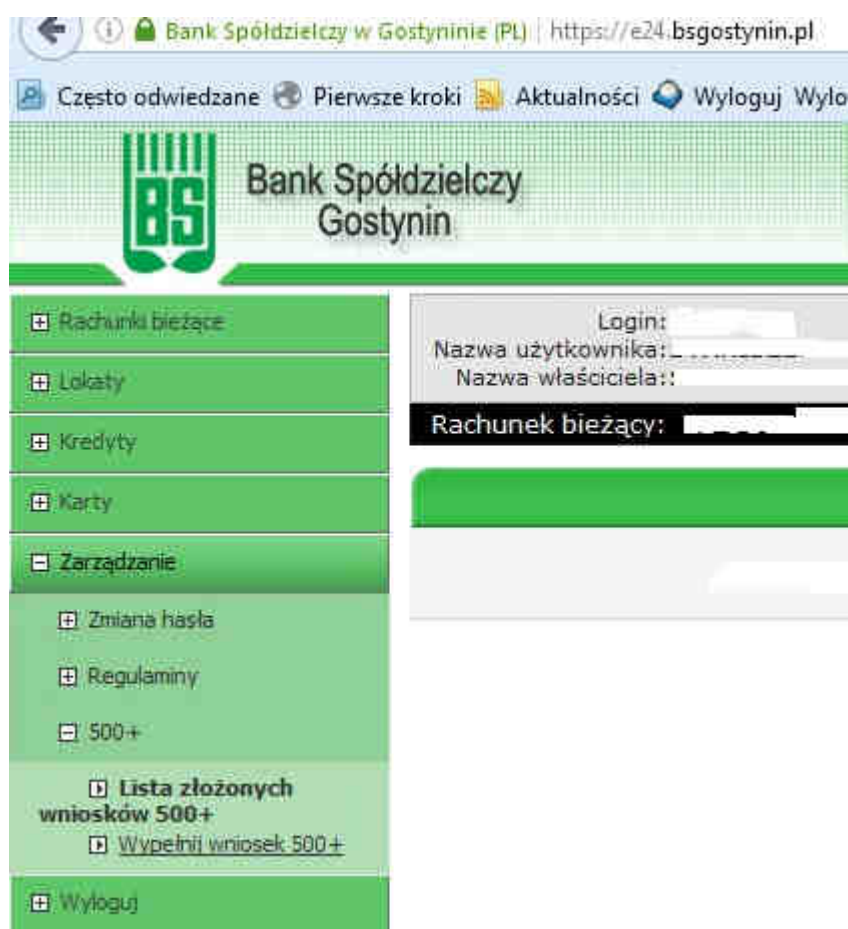 Bank Spółdzielczy w Gostyninie (PL) https://e24.bsgostynin.pl
Często odwiedzane Pierwsze kroki Aktualności Wyloguj Wylo
BS
Bank Spółdzielczy
Gostynin
Rachunki bieżące
Lokaty
Kredyty
Karty
Zarządzanie
Zmiana hasła
Regulaminy
500+
Lista złożonych
wniosków 500+
Wypełnij wniosek 500+
Wyloguj
Login:
Nazwa użytkownika:
Nazwa właściciela:
Rachunek bieżący: